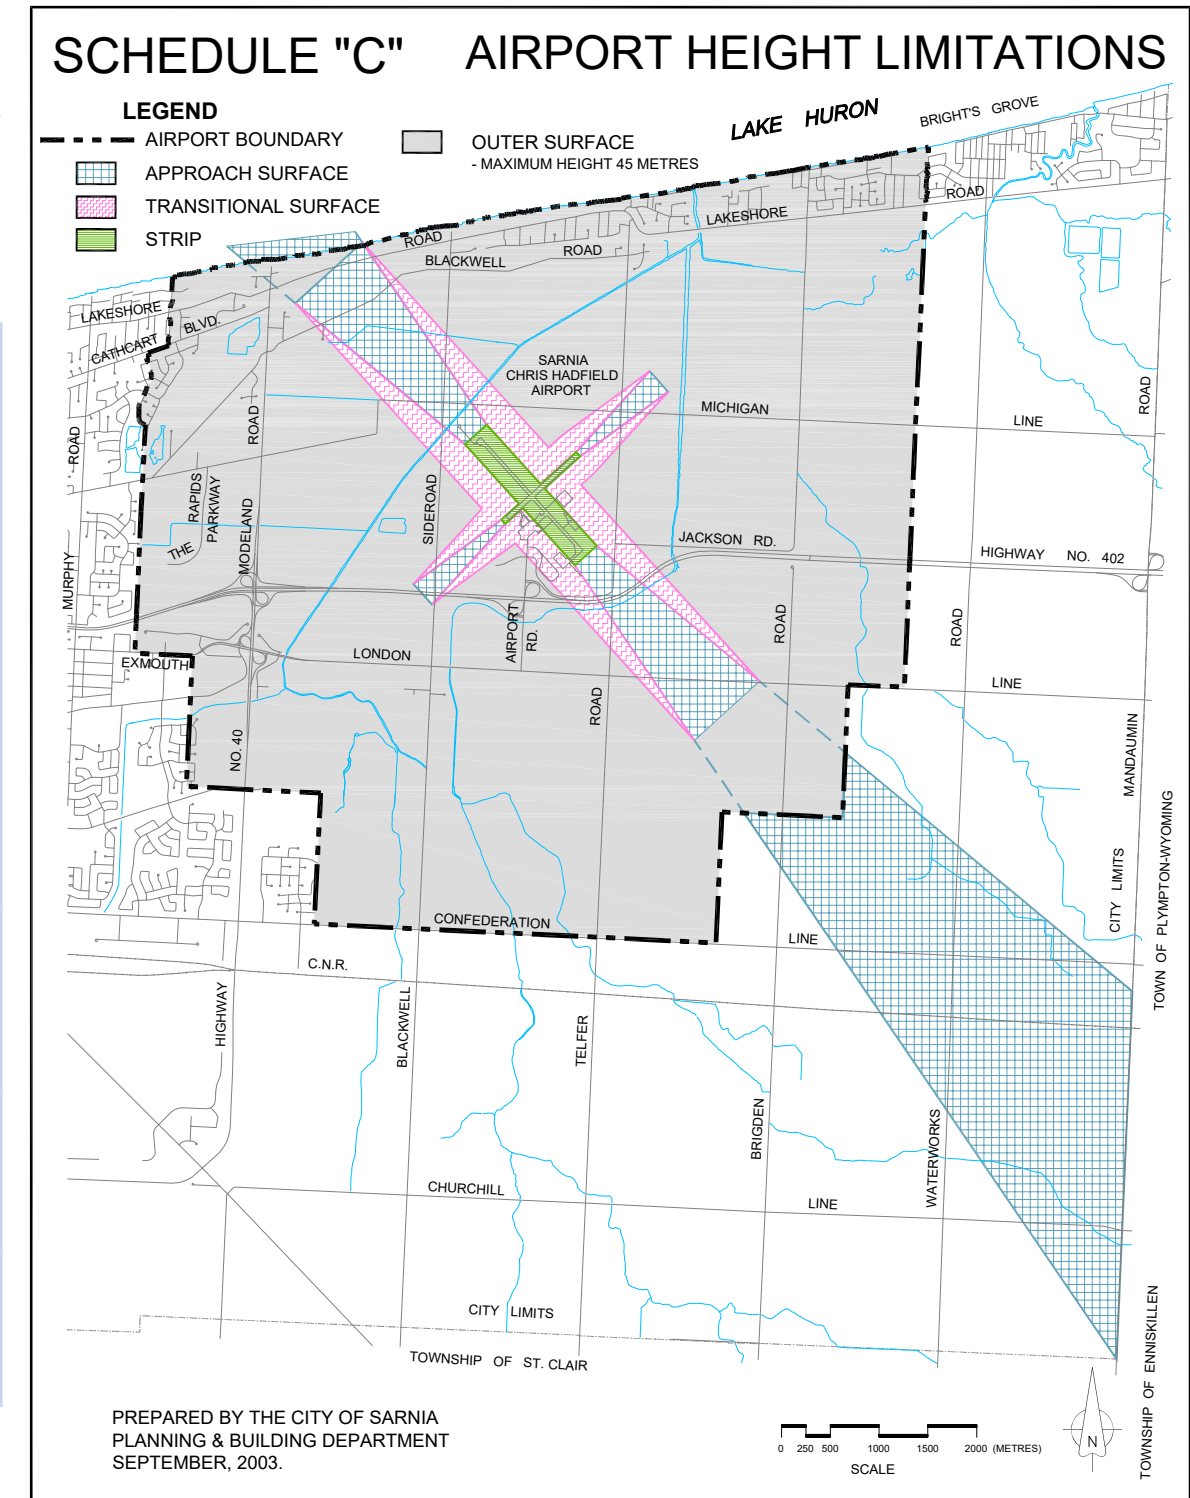 SCHEDULE "C" AIRPORT HEIGHT LIMITATIONS
LEGEND
AIRPORT BOUNDARY
APPROACH SURFACE
TRANSITIONAL SURFACE
STRIP
OUTER SURFACE
- MAXIMUM HEIGHT 45 METRES
LAKE HURON
BRIGHT'S GROVE
ROAD
LAKESHORE
ROAD
BLACKWELL
ROAD
LAKESHORE
CATHCART
BLVD.
SARNIA
CHRIS HADFIELD
AIRPORT
MICHIGAN
LINE
ROAD
ROAD
ROAD
RAPIDS
PARKWAY
THE
MODELAND
SIDEROAD
JACKSON RD.
HIGHWAY NO. 402
MURPHY
AIRPORT
RD.
ROAD
ROAD
EXMOUTH
LONDON
LINE
ROAD
NO. 40
MANDAUMIN
CITY LIMITS
TOWN OF PLYMPTON-WYOMING
CONFEDERATION
LINE
C.N.R.
HIGHWAY
BLACKWELL
TELFER
BRIGDEN
WATERWORKS
CHURCHILL
LINE
CITY LIMITS
TOWNSHIP OF ST. CLAIR
TOWNSHIP OF ENNISKILLEN
PREPARED BY THE CITY OF SARNIA
PLANNING & BUILDING DEPARTMENT
SEPTEMBER, 2003.
0 250 500 1000 1500 2000 (METRES)
SCALE
N